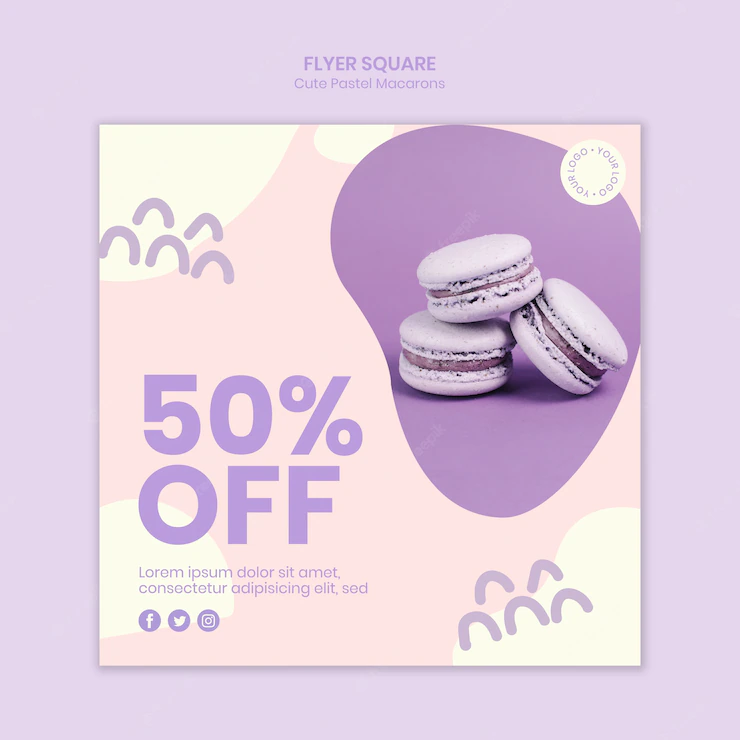 FLYER SQUARE
Cute Pastel Macarons
YOUR LOGO • YOUR LOGO •
50%
OFF
Lorem ipsum dolor sit amet,
consectetur adipisicing elit, sed